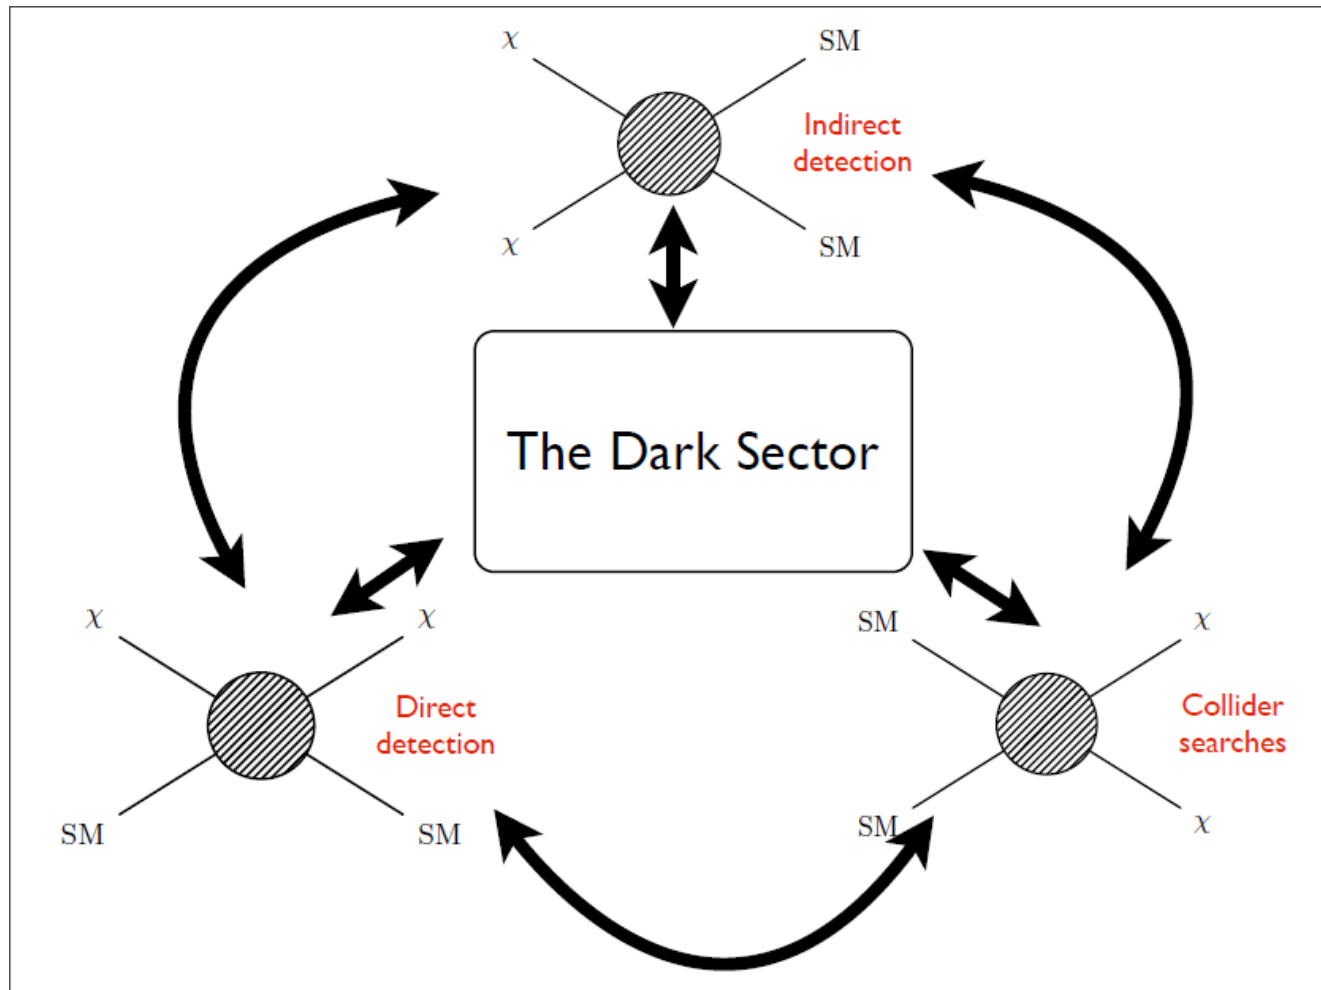 χ
SM
Indirect
detection
χ
SM
The Dark Sector
χ
χ
Direct
detection
SM
SM
SM
χ
Collider
searches
SM
χ